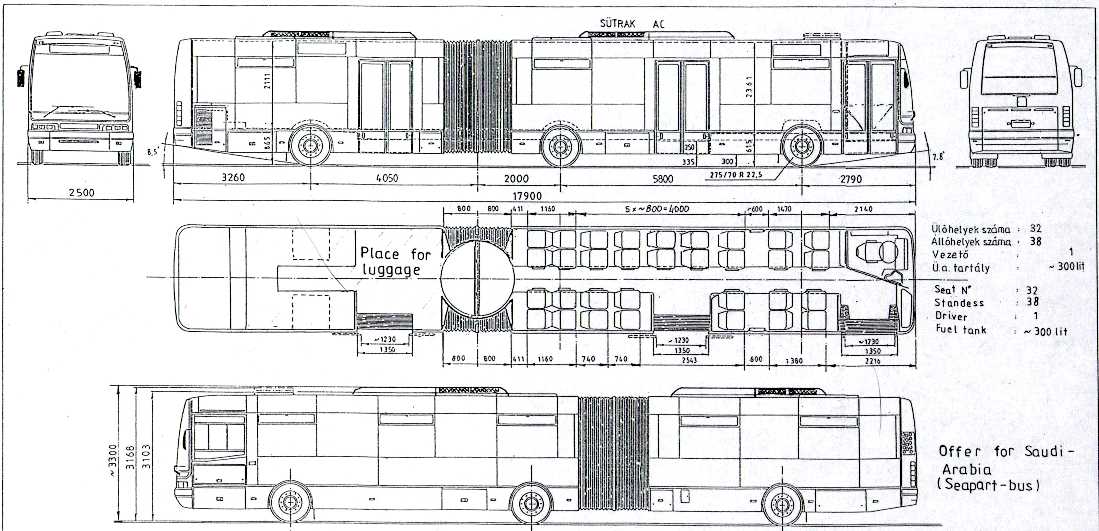 SÜTRAK AC
2111
2361
865
615
8,5°
7.8°
250
335
300
275/70 R 22,5
2500
3260
4050
2000
5800
2790
17900
800
800
411
1160
5 x ~800=4000
~600
1470
2140
Place for
luggage
Ülőhelyek száma : 32
Állóhelyek száma : 38
Vezető : 1
Ü.a. tartály : ~300 lit
Seat N° : 32
Standess : 38
Driver : 1
Fuel tank : ~300 lit
~1230
1350
800
800
411
1160
740
740
~1230
1350
2543
600
1380
~1230
1350
2216
~3300
3168
3103
Offer for Saudi-
Arabia
(Seapart-bus)